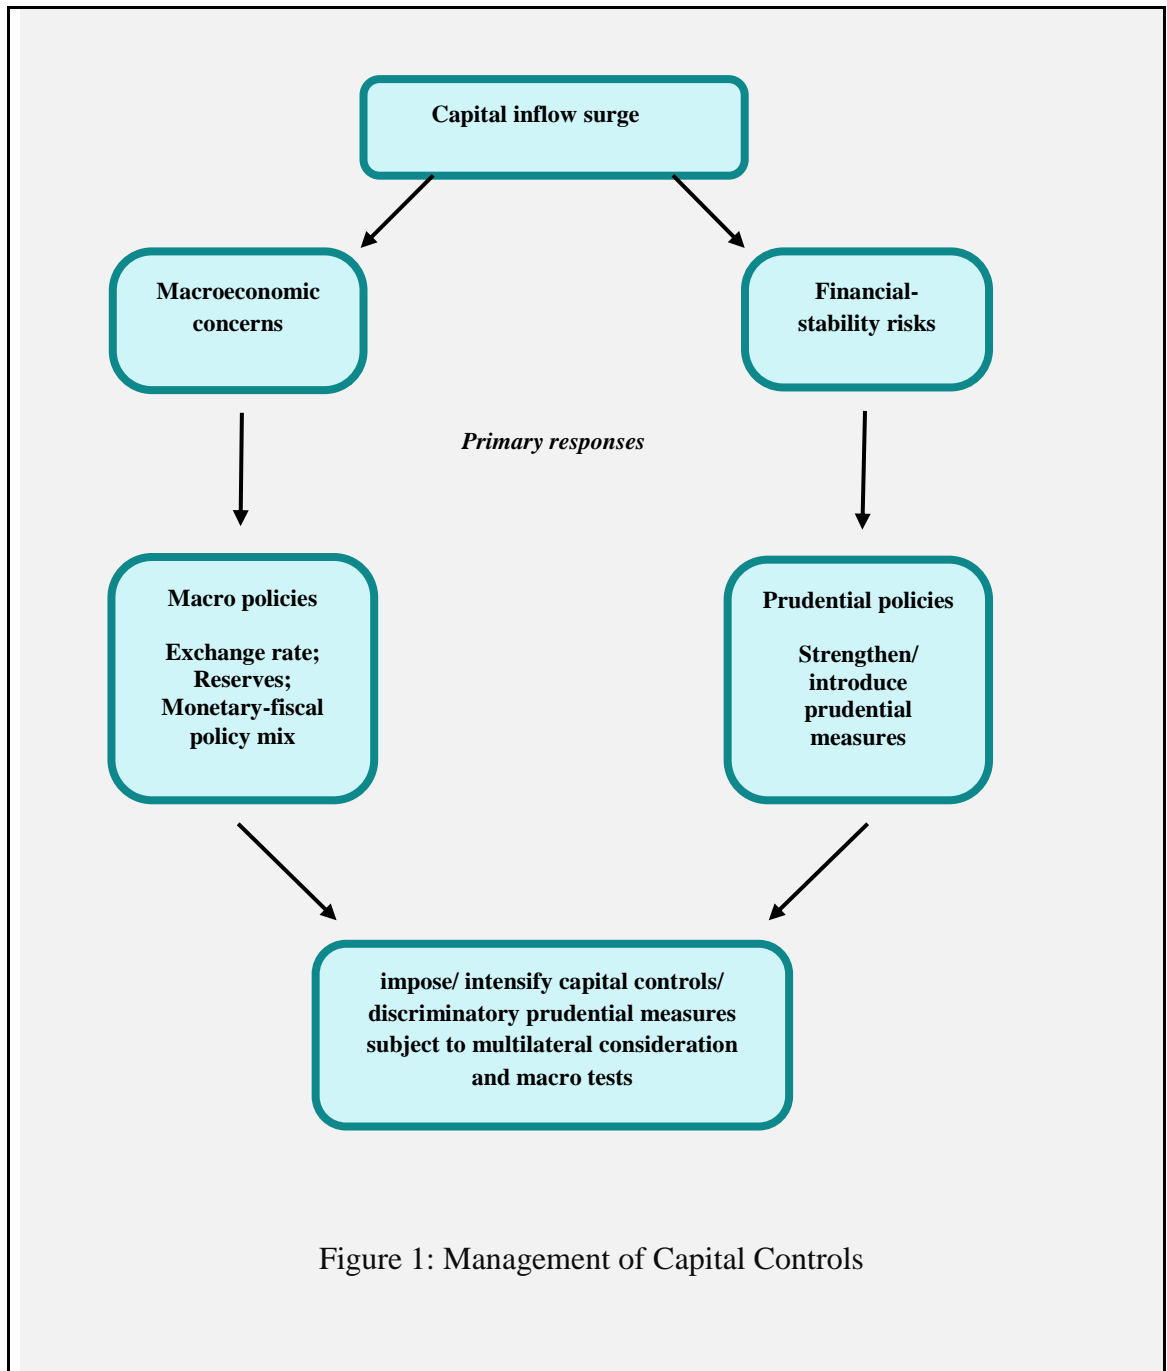 Capital inflow surge
Macroeconomic
concerns
Financial-
stability risks
Primary responses
Macro policies
Exchange rate;
Reserves;
Monetary-fiscal
policy mix
Prudential policies
Strengthen/
introduce
prudential
measures
impose/ intensify capital controls/
discriminatory prudential measures
subject to multilateral consideration
and macro tests
Figure 1: Management of Capital Controls